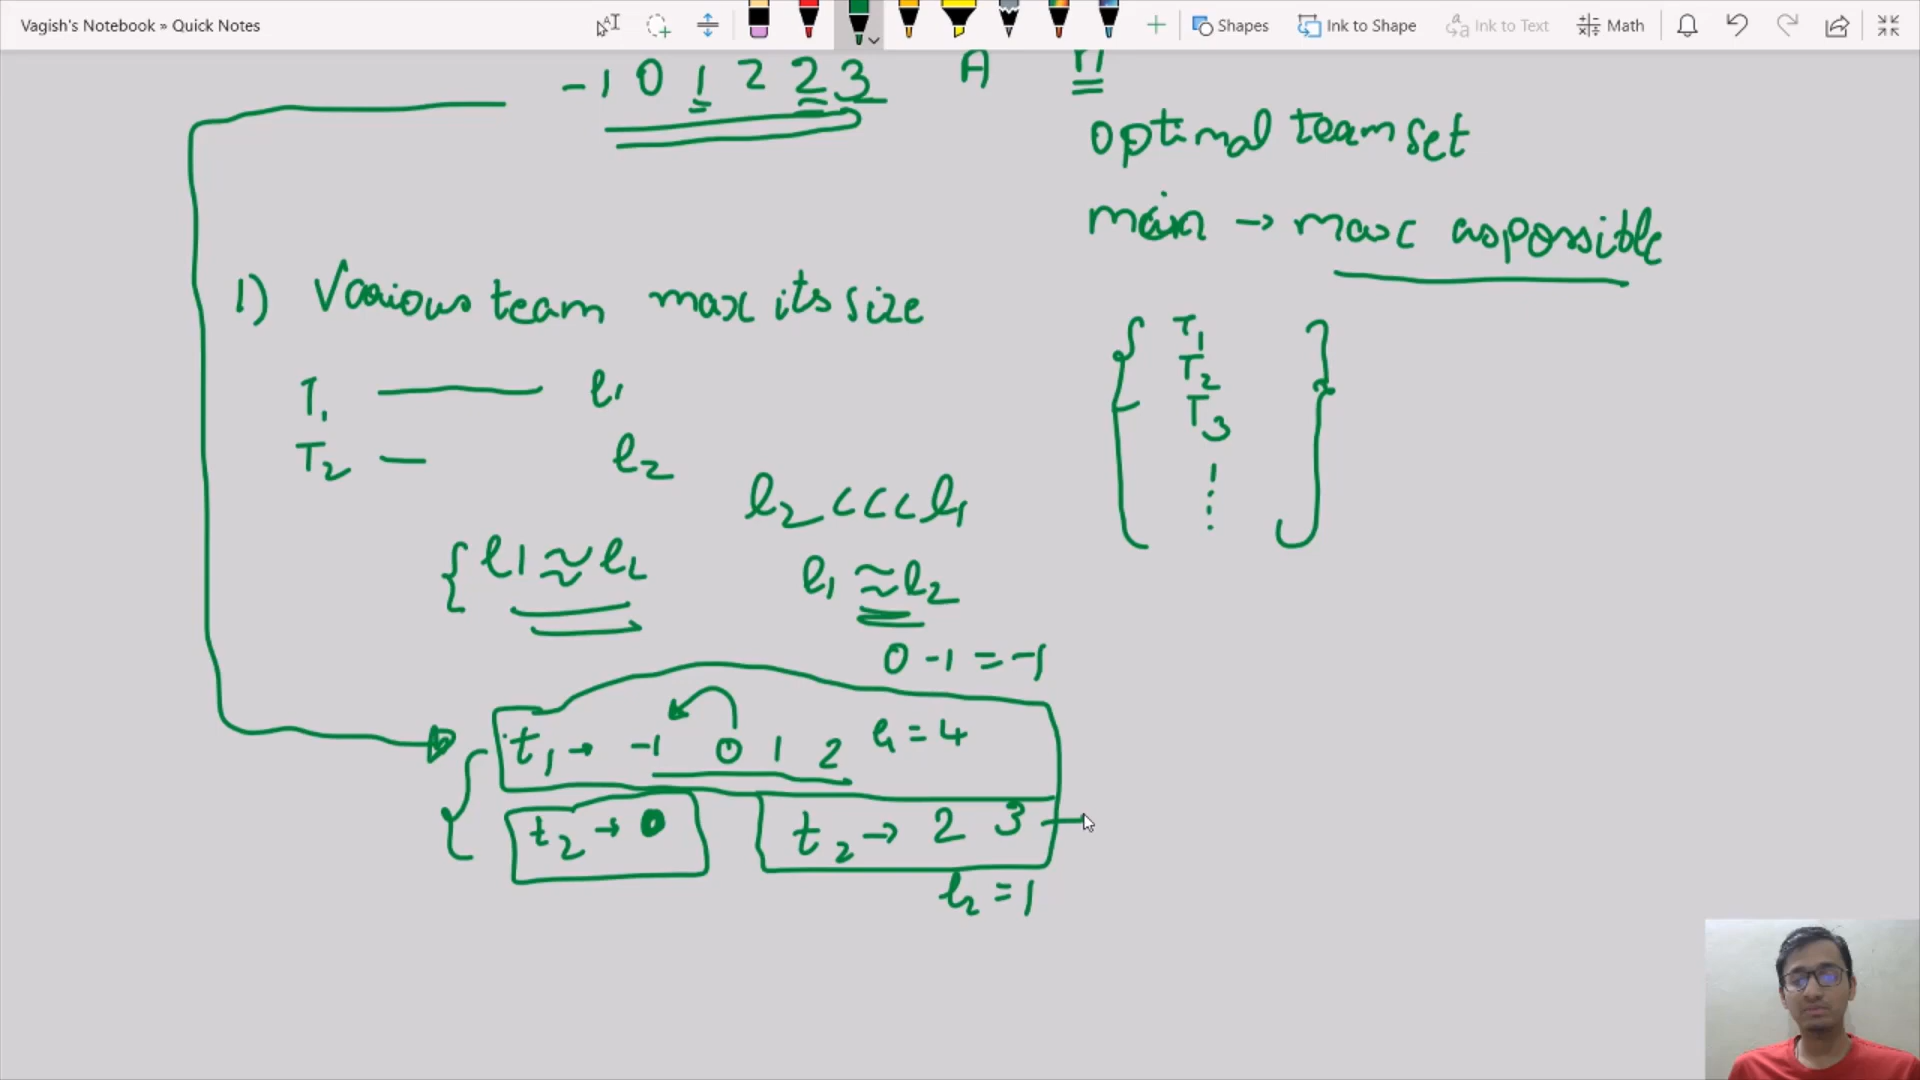 Vagish's Notebook » Quick Notes
Shapes Ink to Shape Ink to Text Math
-1 0 1 2 2 3 A n
optimal team set
main → max as possible
1) Various team max its size
T1 l1
T2 l2
l2 <<< l1
{ l1 ≈ l2
l1 ≈ l2
{ T1
T2
T3
⋮ }
0 - 1 = -1
t1 → -1 0 1 2 l1 = 4
t2 → 0
t2 → 2 3
l2 = 1